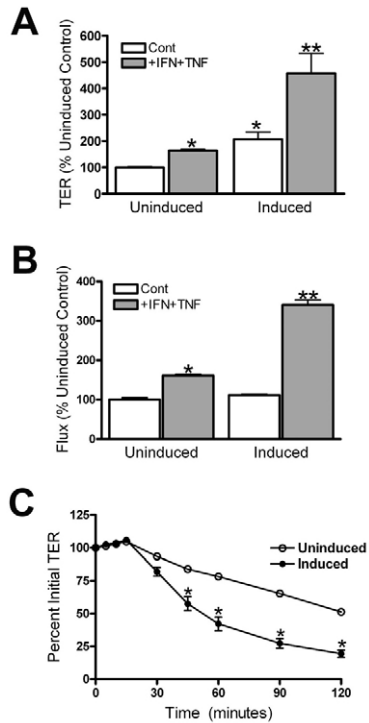 A
TER (% Uninduced Control)
600
500
400
300
200
100
0
Cont
+IFN+TNF
*
*
**
Uninduced
Induced
B
Flux (% Uninduced Control)
400
300
200
100
0
Cont
+IFN+TNF
*
**
Uninduced
Induced
C
Percent Initial TER
125
100
75
50
25
0
Uninduced
Induced
*
*
*
*
0
30
60
90
120
Time (minutes)